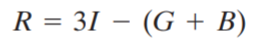 R = 3I − (G + B)